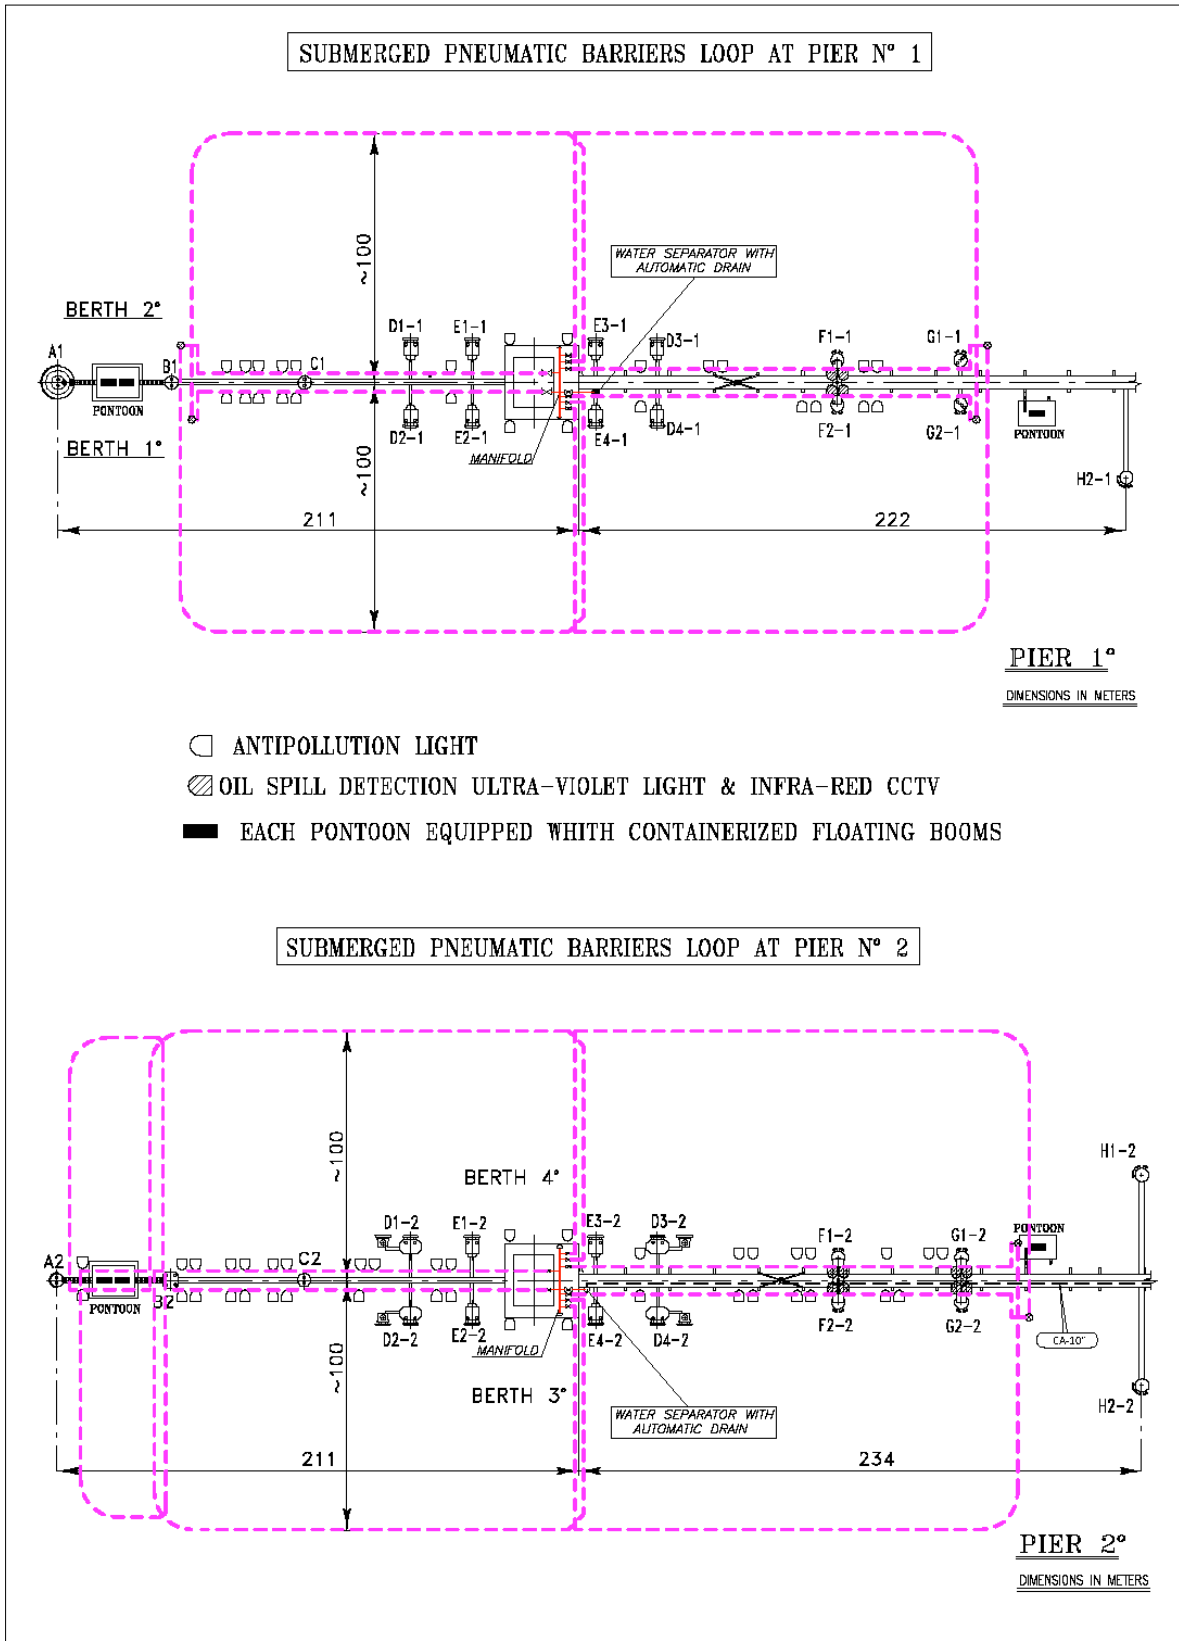 SUBMERGED PNEUMATIC BARRIERS LOOP AT PIER Nº 1
~100
WATER SEPARATOR WITH
AUTOMATIC DRAIN
BERTH 2°
A1
B1
C1
D1-1
E1-1
E3-1
D3-1
F1-1
G1-1
PONTOON
BERTH 1°
D2-1
E2-1
MANIFOLD
E4-1
D4-1
F2-1
G2-1
PONTOON
H2-1
~100
211
222
PIER 1º
DIMENSIONS IN METERS
ANTIPOLLUTION LIGHT
OIL SPILL DETECTION ULTRA-VIOLET LIGHT & INFRA-RED CCTV
EACH PONTOON EQUIPPED WHITH CONTAINERIZED FLOATING BOOMS
SUBMERGED PNEUMATIC BARRIERS LOOP AT PIER Nº 2
~100
BERTH 4°
H1-2
D1-2
E1-2
E3-2
D3-2
F1-2
G1-2
PONTOON
A2
B2
C2
PONTOON
D2-2
E2-2
MANIFOLD
E4-2
D4-2
F2-2
G2-2
CA-10"
~100
BERTH 3°
H2-2
WATER SEPARATOR WITH
AUTOMATIC DRAIN
211
234
PIER 2º
DIMENSIONS IN METERS